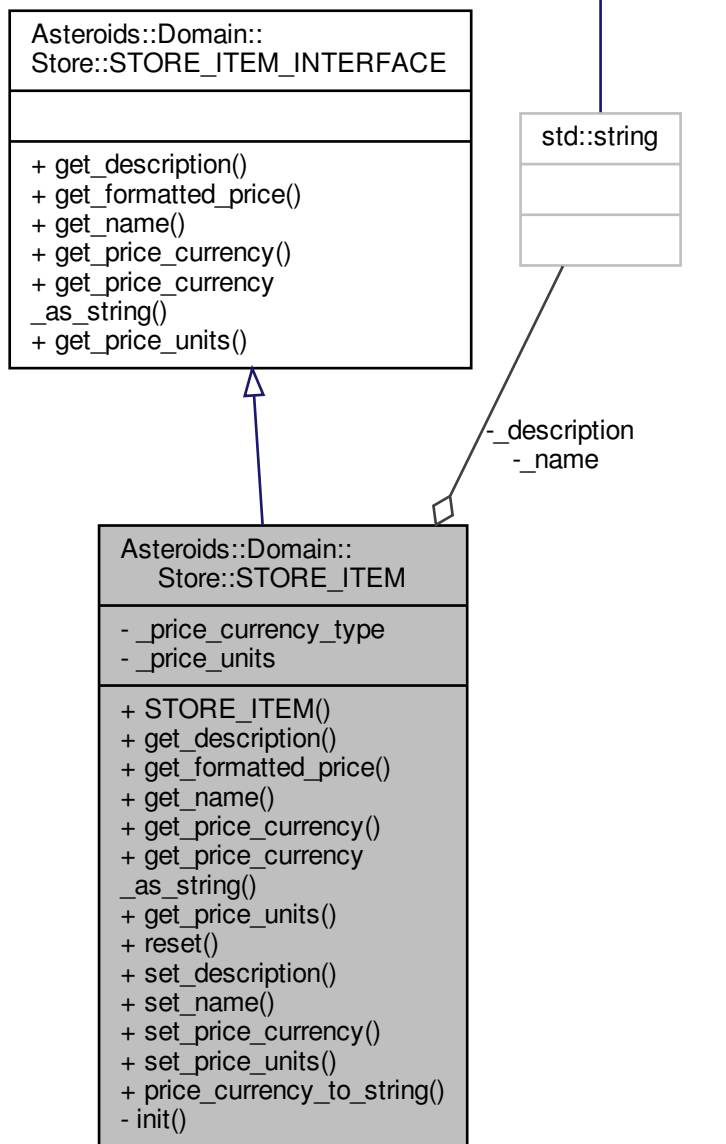 Asteroids::Domain::
Store::STORE_ITEM_INTERFACE
+ get_description()
+ get_formatted_price()
+ get_name()
+ get_price_currency()
+ get_price_currency
_as_string()
+ get_price_units()
std::string
-_description
-_name
Asteroids::Domain::
Store::STORE_ITEM
- _price_currency_type
- _price_units
+ STORE_ITEM()
+ get_description()
+ get_formatted_price()
+ get_name()
+ get_price_currency()
+ get_price_currency
_as_string()
+ get_price_units()
+ reset()
+ set_description()
+ set_name()
+ set_price_currency()
+ set_price_units()
+ price_currency_to_string()
- init()